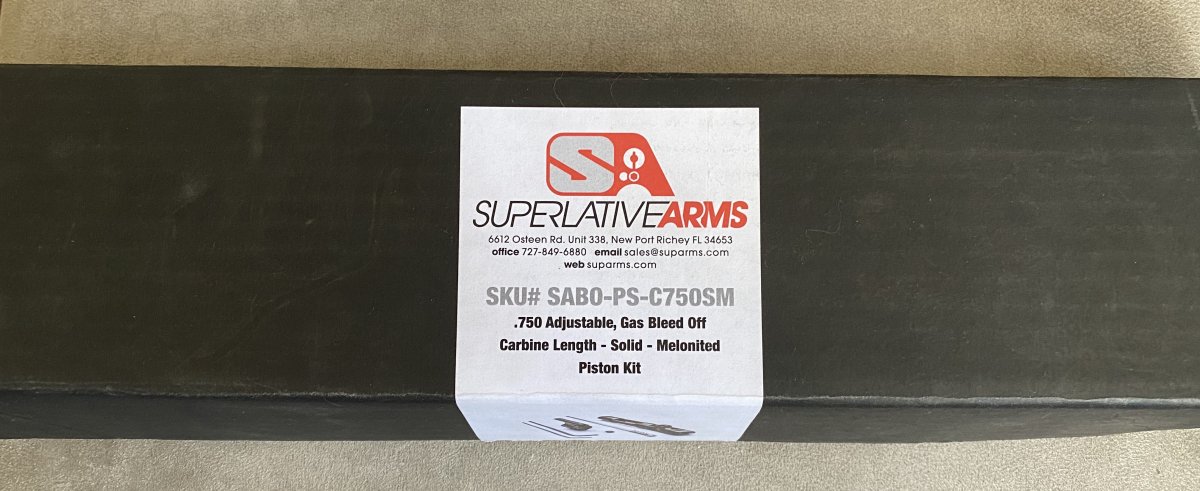 SA
SUPERLATIVEARMS
6612 Osteen Rd. Unit 338, New Port Richey FL 34653
office 727-849-6880 email sales@suparms.com
web suparms.com
SKU# SABO-PS-C750SM
.750 Adjustable, Gas Bleed Off
Carbine Length - Solid - Melonited
Piston Kit